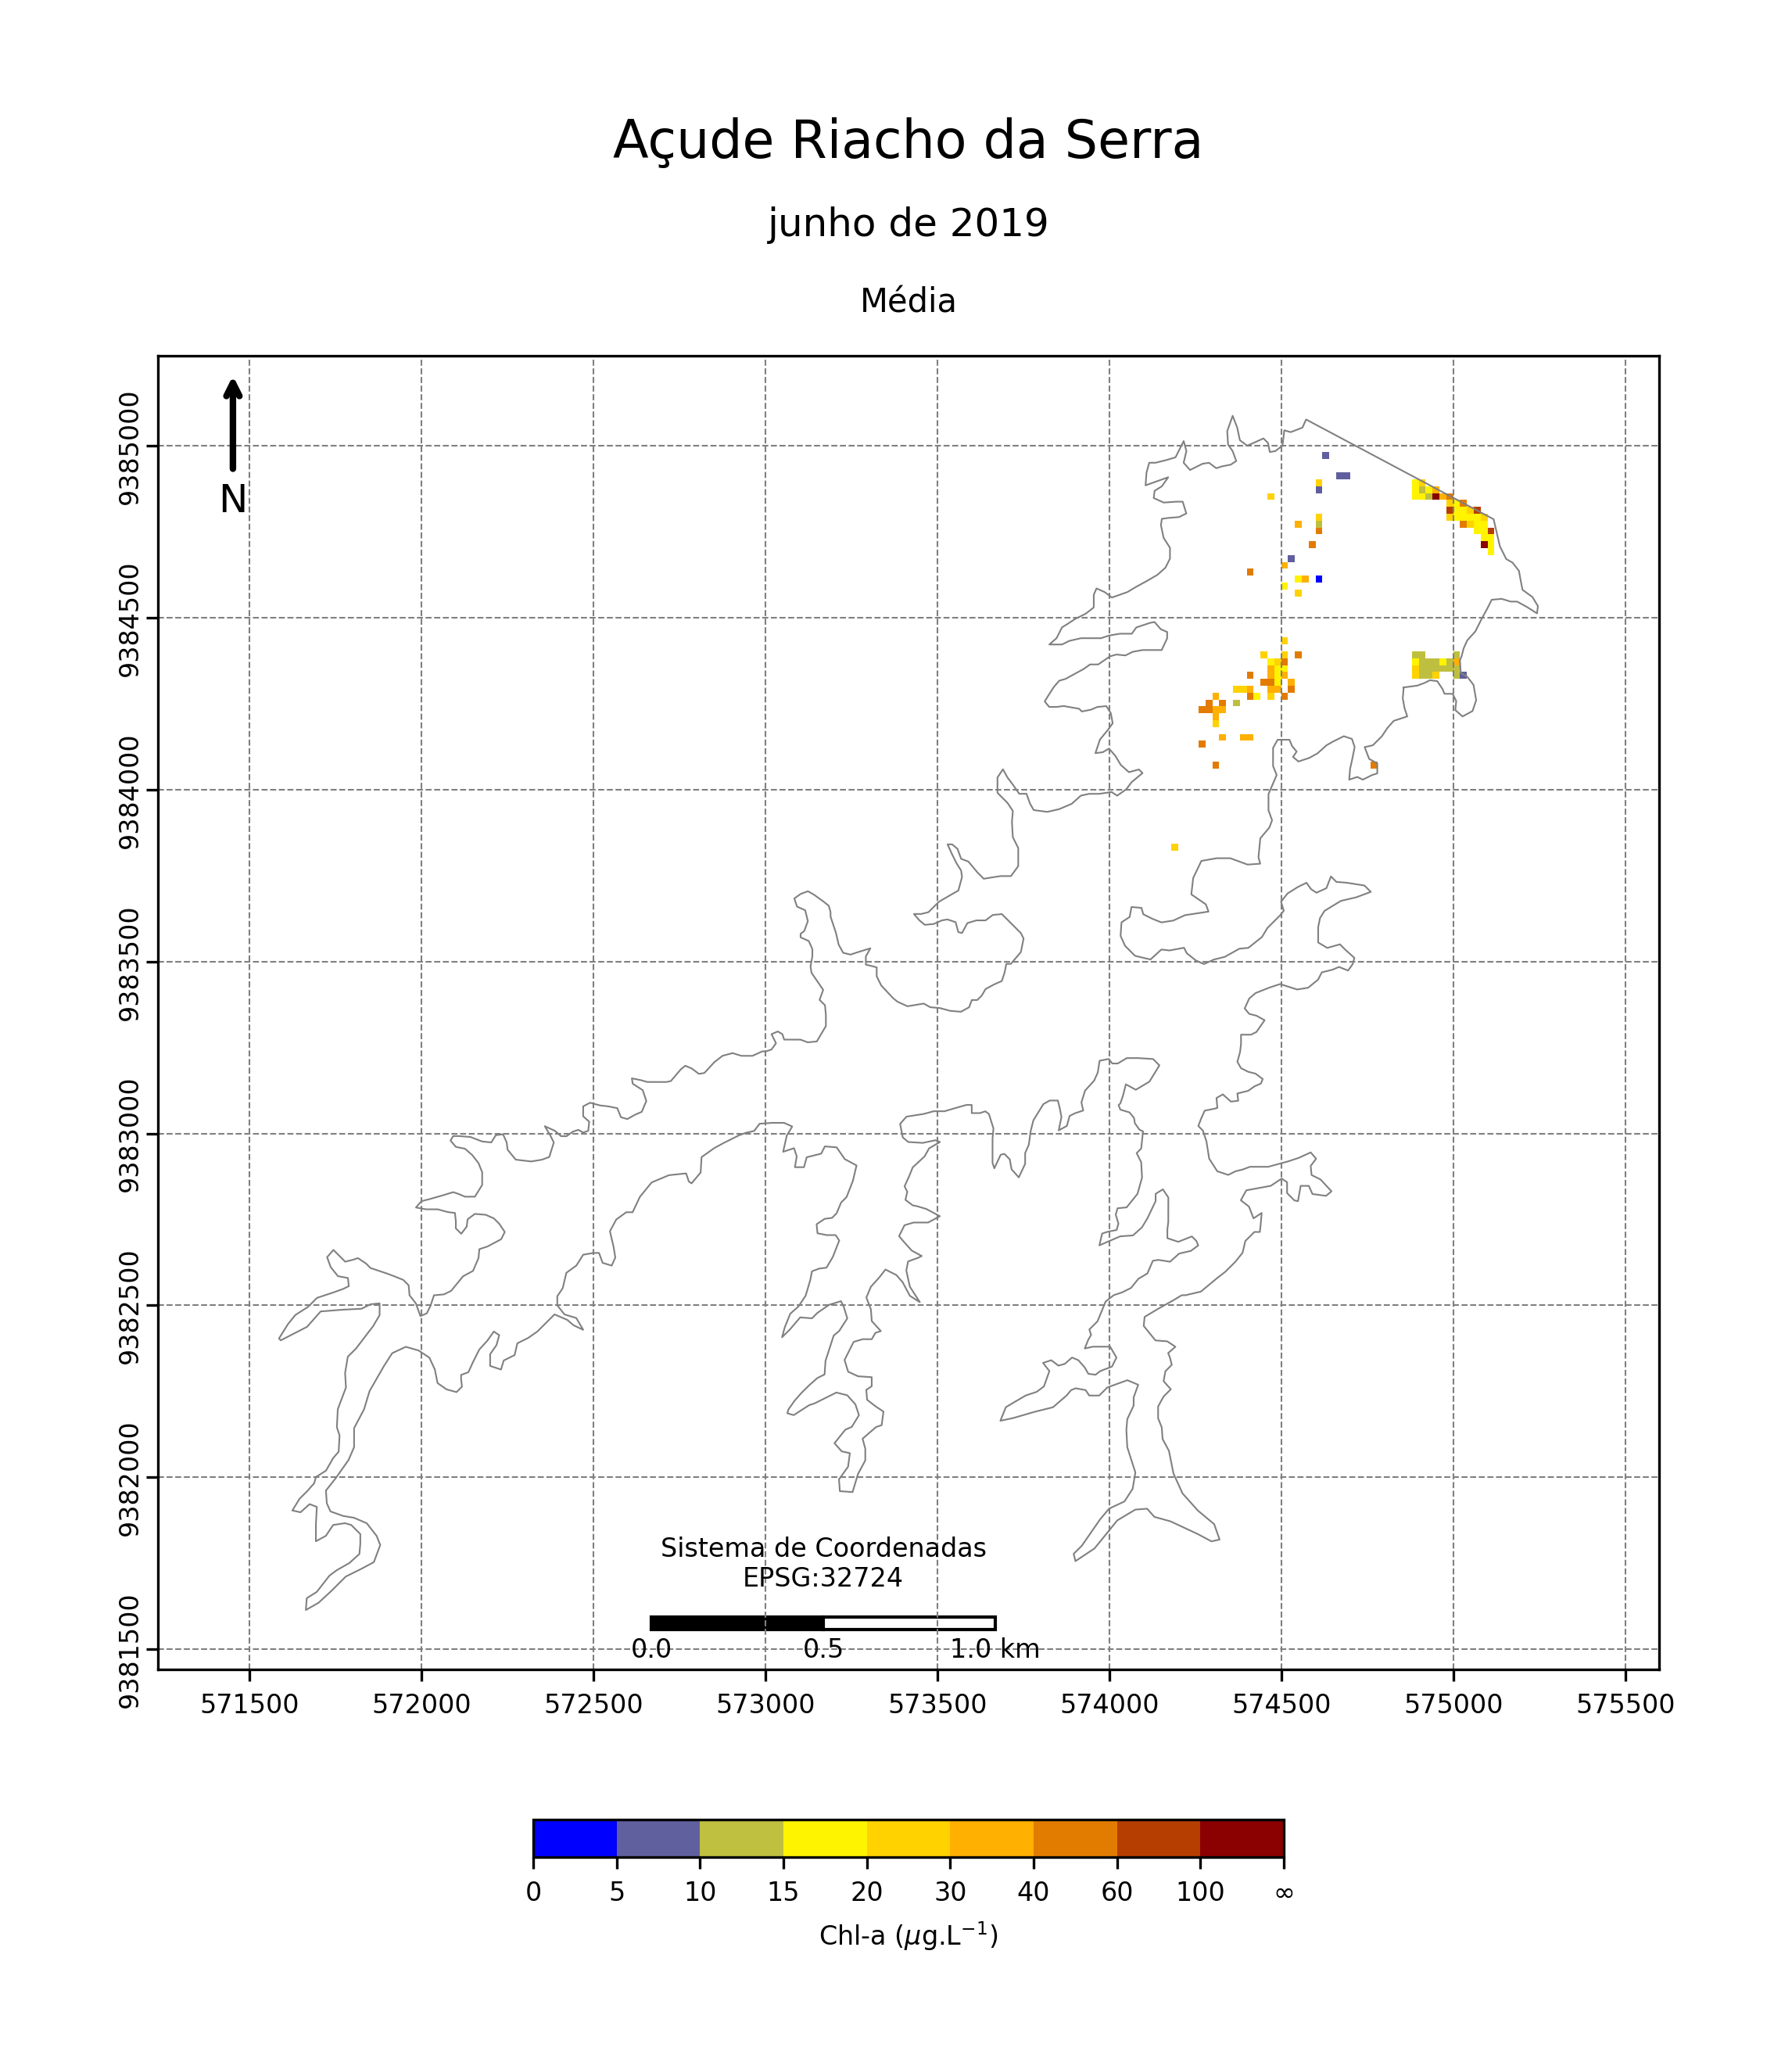 Açude Riacho da Serra
junho de 2019
Média
N
9385000
9384500
9384000
9383500
9383000
9382500
9382000
9381500
Sistema de Coordenadas
EPSG:32724
0.0 0.5 1.0 km
571500 572000 572500 573000 573500 574000 574500 575000 575500
0 5 10 15 20 30 40 60 100 ∞
Chl-a (μg.L⁻¹)